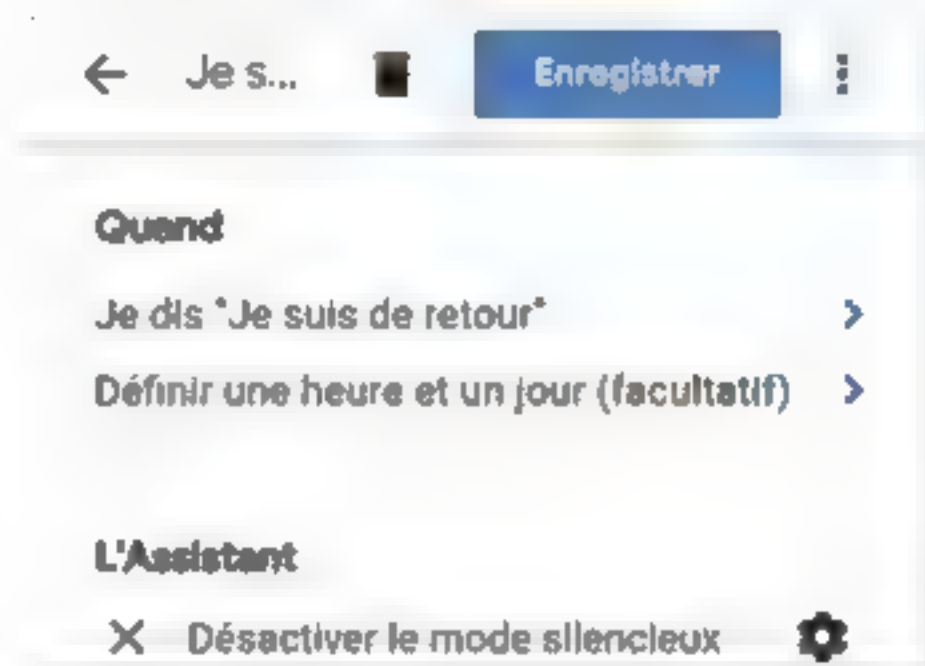 Je s...
Enregistrer
Quand
Je dis "Je suis de retour"
Définir une heure et un jour (facultatif)
L'Assistant
Désactiver le mode silencieux